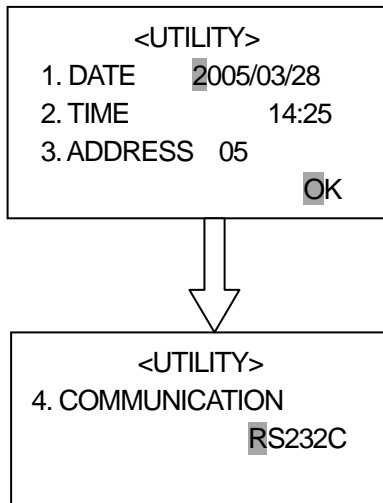 <UTILITY>
1. DATE 2005/03/28
2. TIME 14:25
3. ADDRESS 05
OK
<UTILITY>
4. COMMUNICATION
RS232C